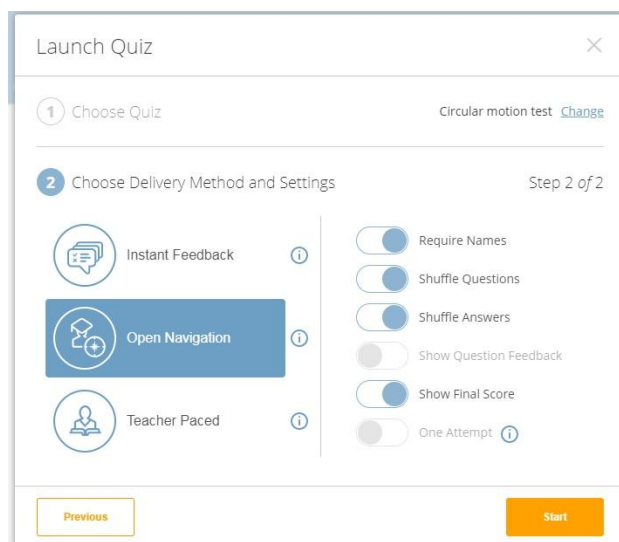 Launch Quiz
1 Choose Quiz
Circular motion test Change
2 Choose Delivery Method and Settings
Step 2 of 2
Instant Feedback
Open Navigation
Teacher Paced
Require Names
Shuffle Questions
Shuffle Answers
Show Question Feedback
Show Final Score
One Attempt
Previous
Start